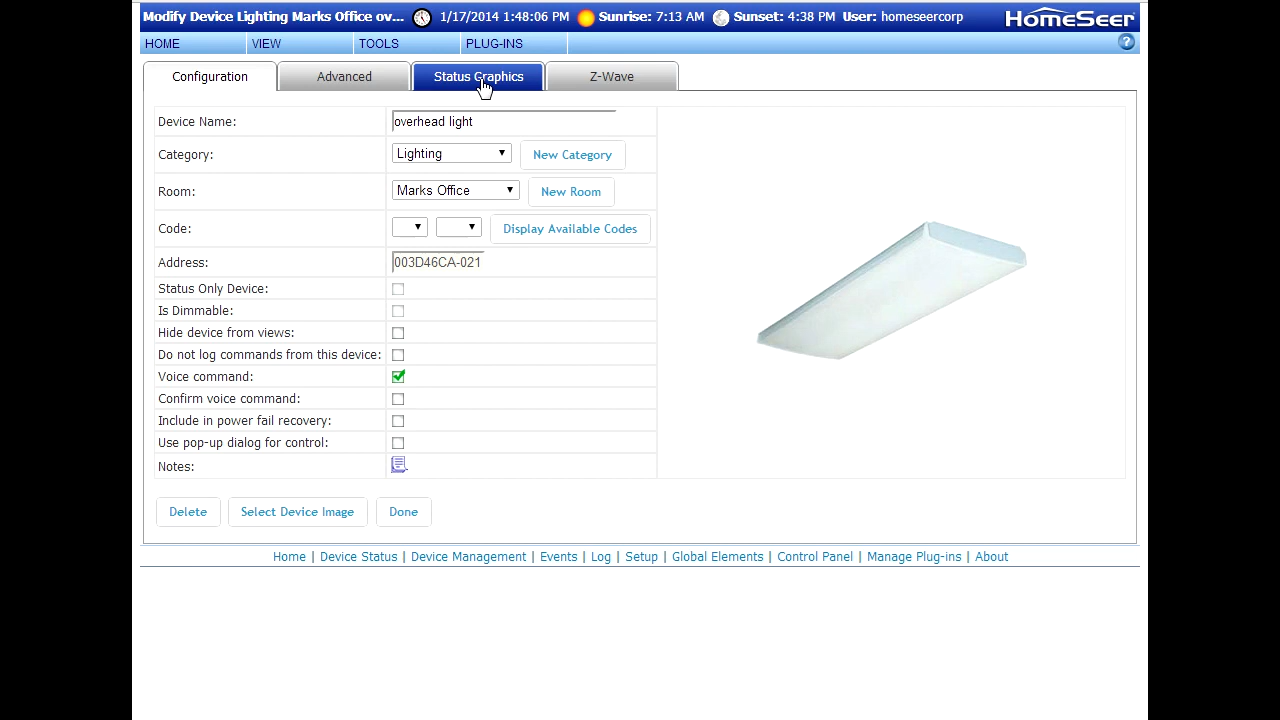 Modify Device Lighting Marks Office ov... 1/17/2014 1:48:06 PM Sunrise: 7:13 AM Sunset: 4:38 PM User: homeseercorp HomeSeer
HOME VIEW TOOLS PLUG-INS ?
Configuration Advanced Status Graphics Z-Wave
Device Name: overhead light
Category: Lighting New Category
Room: Marks Office New Room
Code: Display Available Codes
Address: 003D46CA-021
Status Only Device:
Is Dimmable:
Hide device from views:
Do not log commands from this device:
Voice command:
Confirm voice command:
Include in power fail recovery:
Use pop-up dialog for control:
Notes:
Delete Select Device Image Done
Home | Device Status | Device Management | Events | Log | Setup | Global Elements | Control Panel | Manage Plug-ins | About